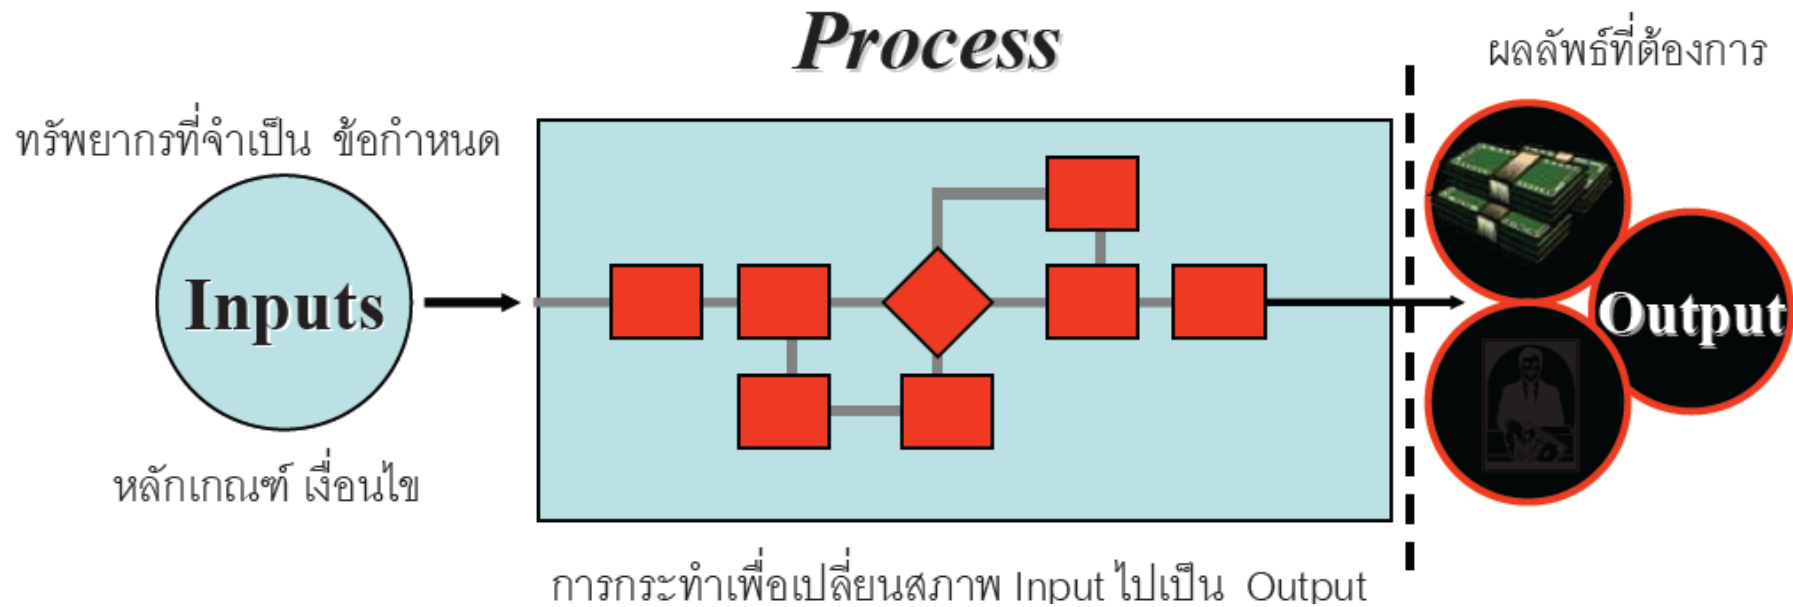 Process
ผลลัพธ์ที่ต้องการ
ทรัพยากรที่จำเป็น ข้อกำหนด
Inputs
Output
หลักเกณฑ์ เงื่อนไข
การกระทำเพื่อเปลี่ยนสภาพ Input ไปเป็น Output